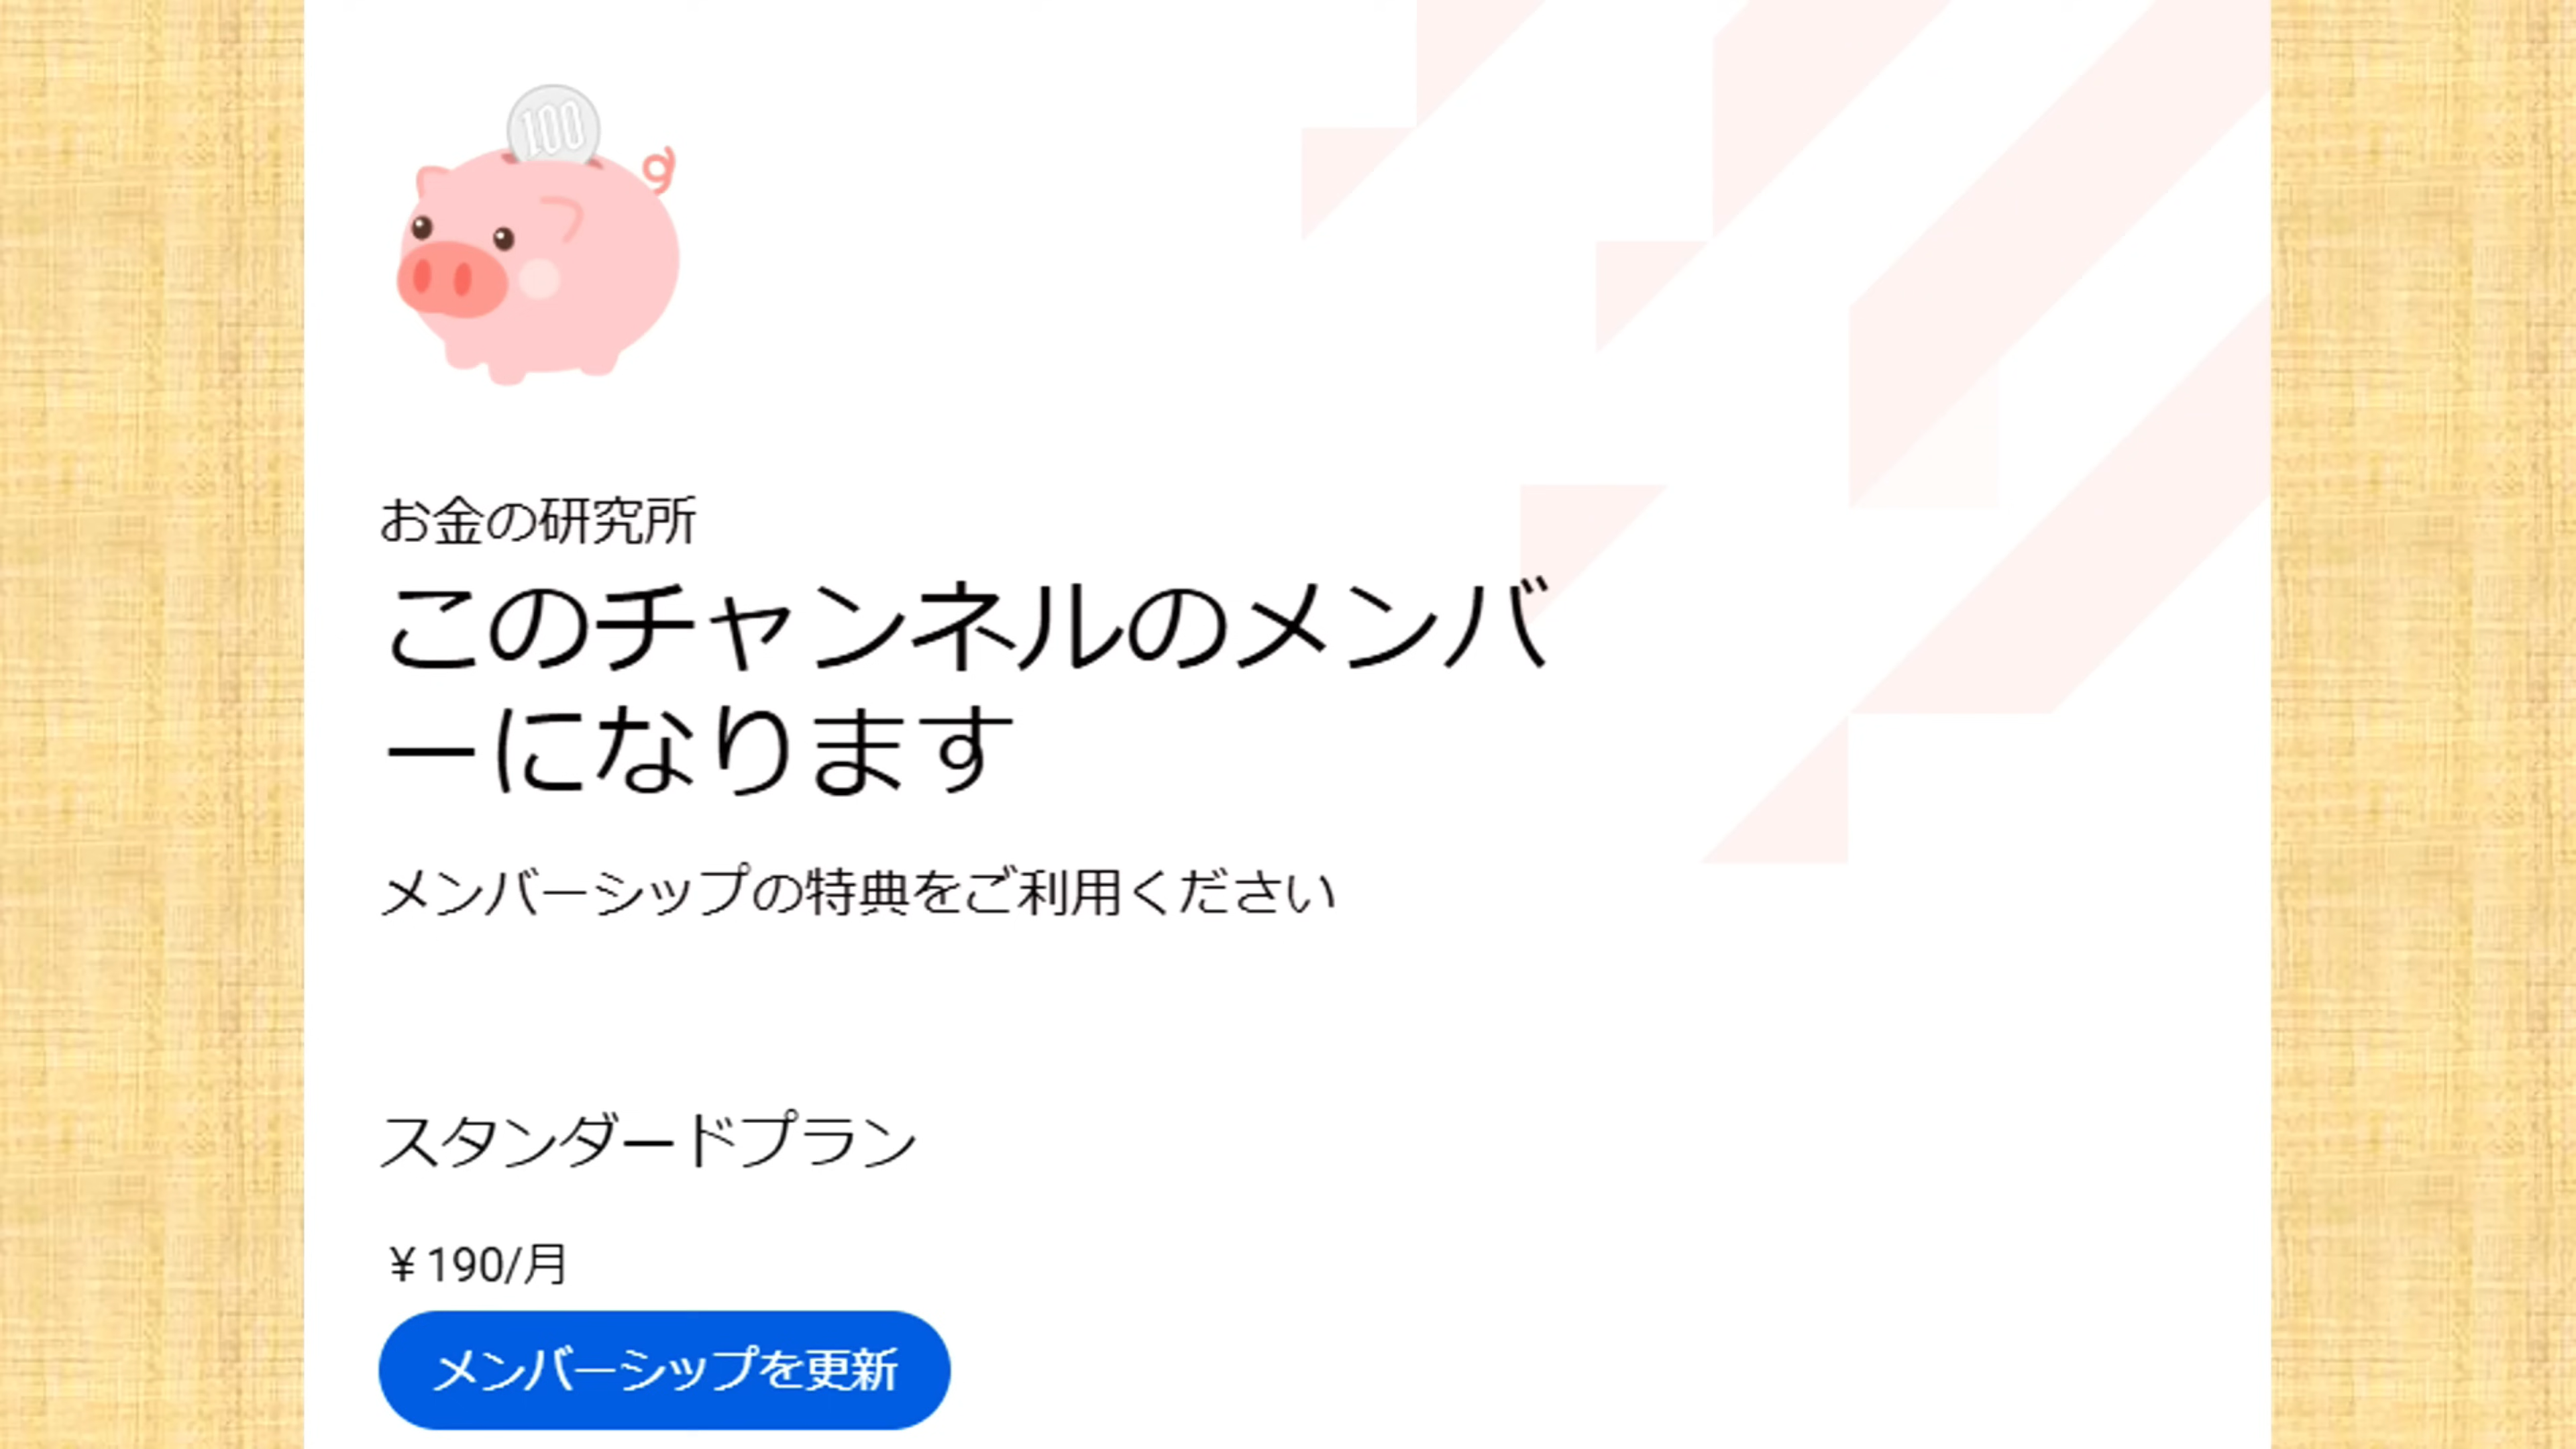 100
お金の研究所
このチャンネルのメンバ
ーになります
メンバーシップの特典をご利用ください
スタンダードプラン
￥190/月
メンバーシップを更新